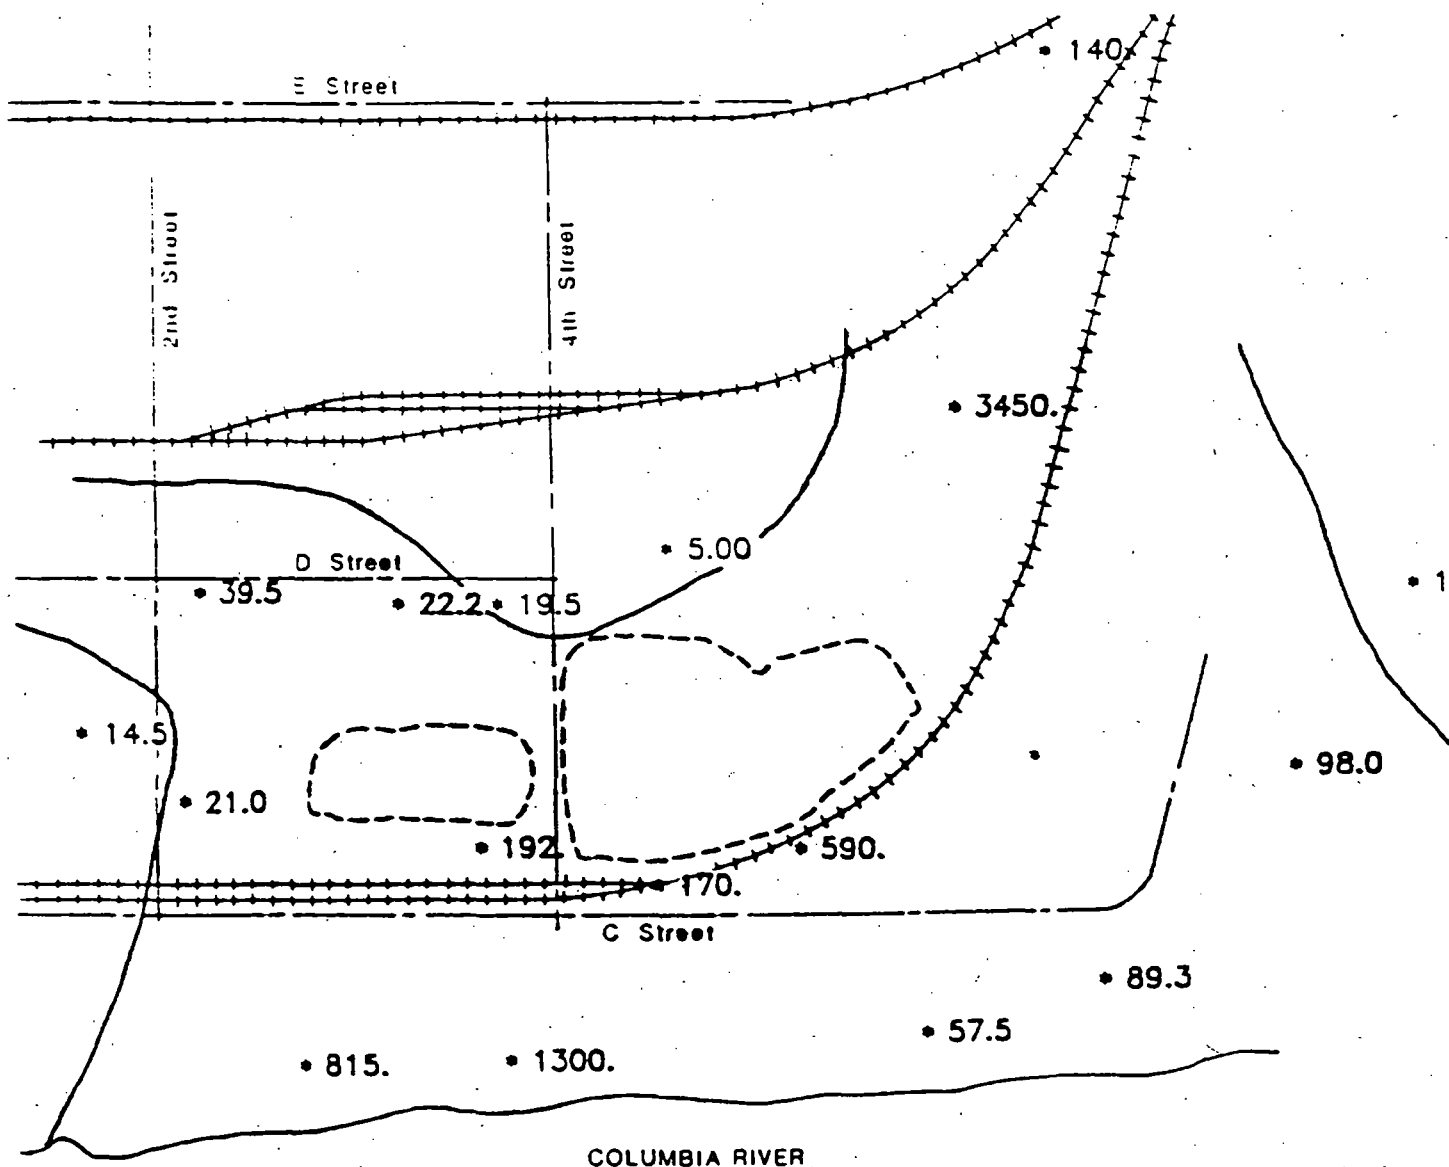 140
E Street
2nd Street
4th Street
3450.
5.00
D Street
39.5
22.2
19.5
1
14.5
98.0
21.0
192.
590.
170.
C Street
89.3
57.5
815.
1300.
COLUMBIA RIVER